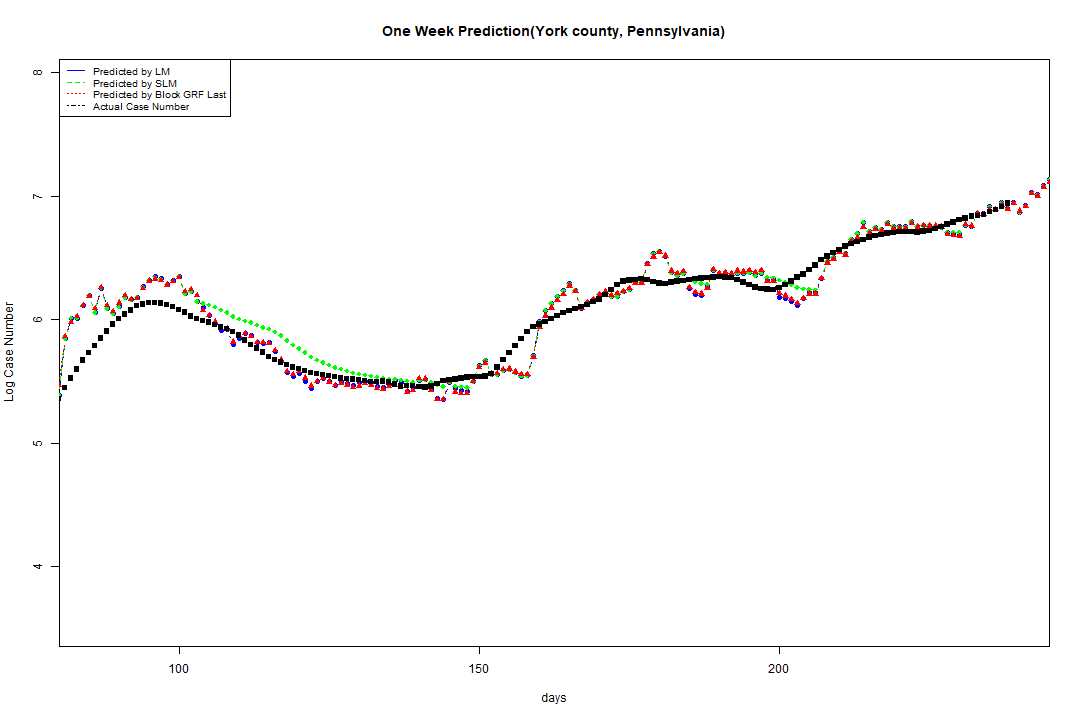 One Week Prediction(York county, Pennsylvania)
Predicted by LM
Predicted by SLM
Predicted by Block GRF Last
Actual Case Number
8
7
6
5
4
Log Case Number
100 150 200
days